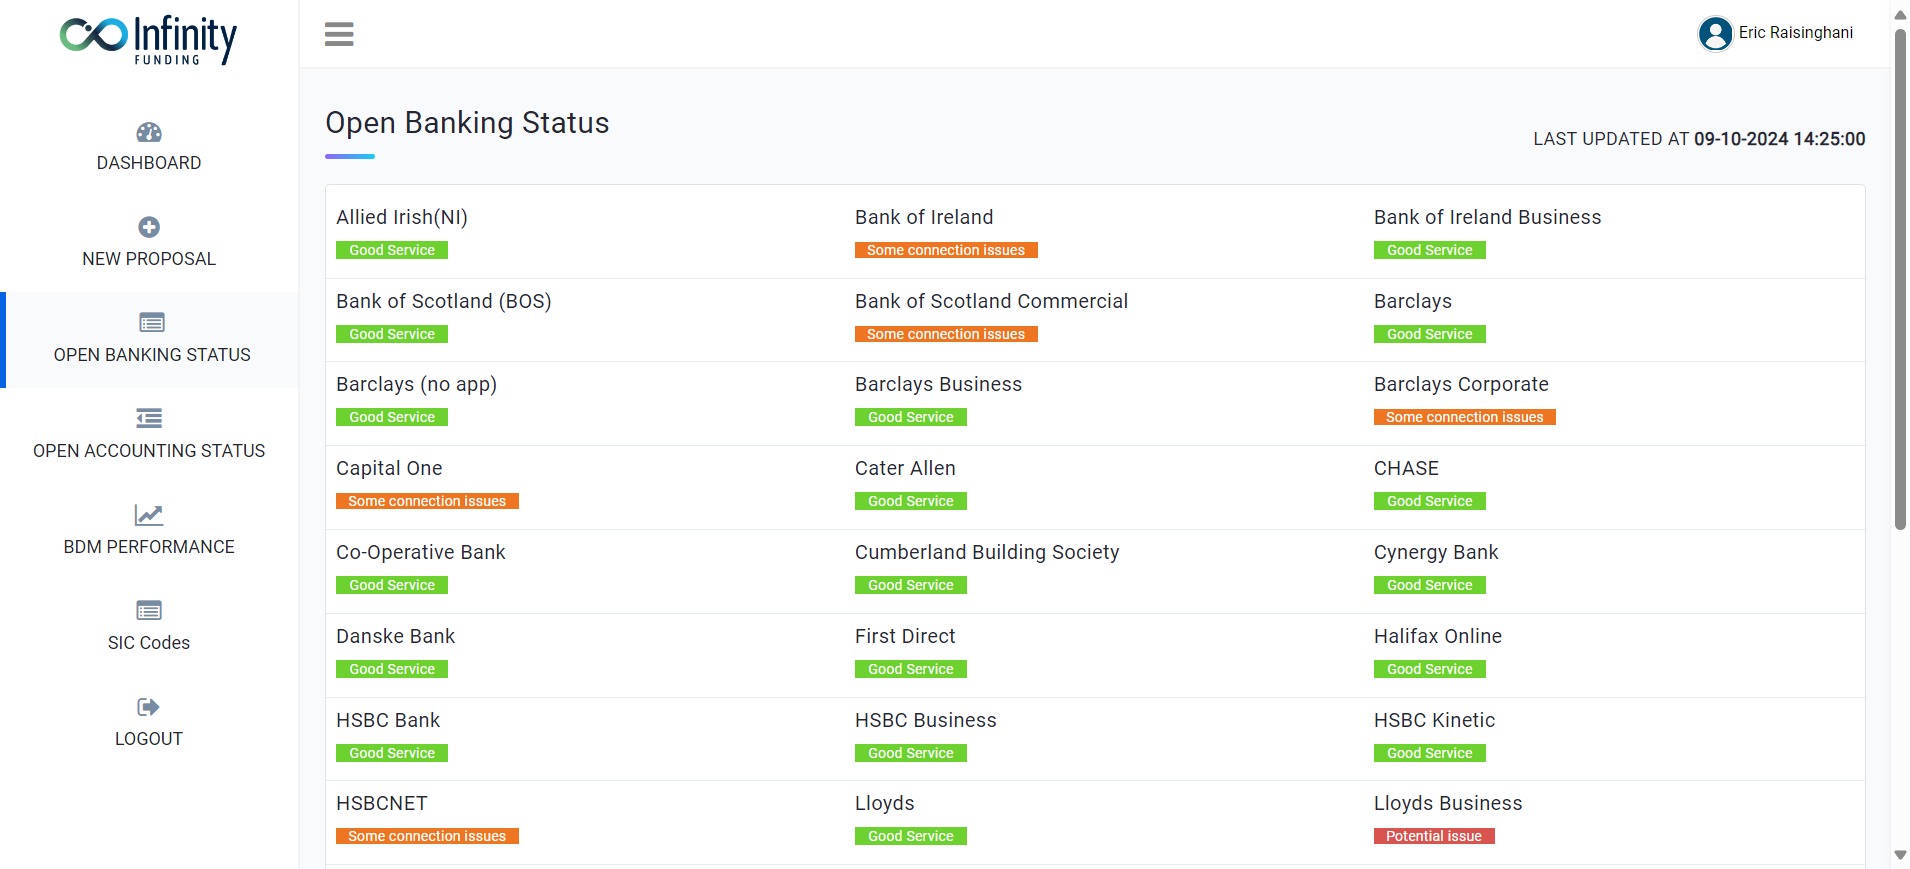 Infinity
FUNDING
Eric Raisinghani
DASHBOARD
NEW PROPOSAL
OPEN BANKING STATUS
OPEN ACCOUNTING STATUS
BDM PERFORMANCE
SIC Codes
LOGOUT
Open Banking Status
LAST UPDATED AT 09-10-2024 14:25:00
Allied Irish(NI)
Good Service
Bank of Ireland
Some connection issues
Bank of Ireland Business
Good Service
Bank of Scotland (BOS)
Good Service
Bank of Scotland Commercial
Some connection issues
Barclays
Good Service
Barclays (no app)
Good Service
Barclays Business
Good Service
Barclays Corporate
Some connection issues
Capital One
Some connection issues
Cater Allen
Good Service
CHASE
Good Service
Co-Operative Bank
Good Service
Cumberland Building Society
Good Service
Cynergy Bank
Good Service
Danske Bank
Good Service
First Direct
Good Service
Halifax Online
Good Service
HSBC Bank
Good Service
HSBC Business
Good Service
HSBC Kinetic
Good Service
HSBCNET
Some connection issues
Lloyds
Good Service
Lloyds Business
Potential issue